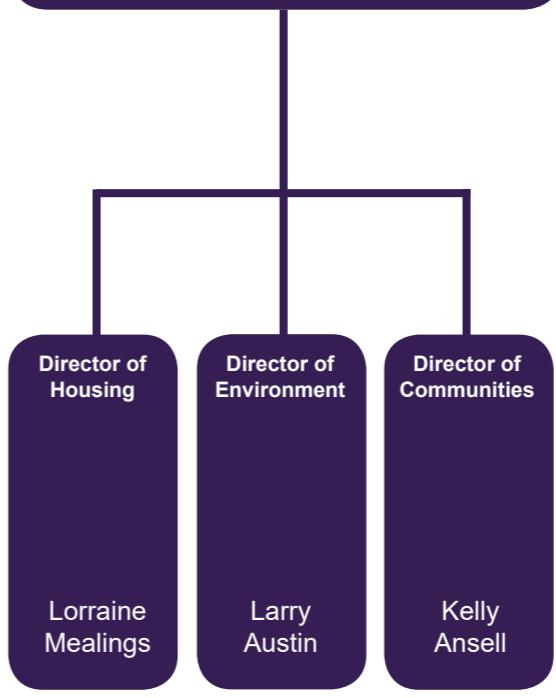 Director of
Housing
Lorraine
Mealings
Director of
Environment
Larry
Austin
Director of
Communities
Kelly
Ansell